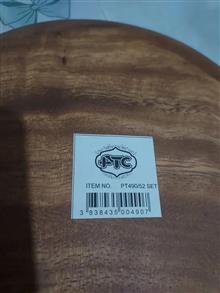 PTC
ITEM NO. PT490/52 SET
3 838435 004907